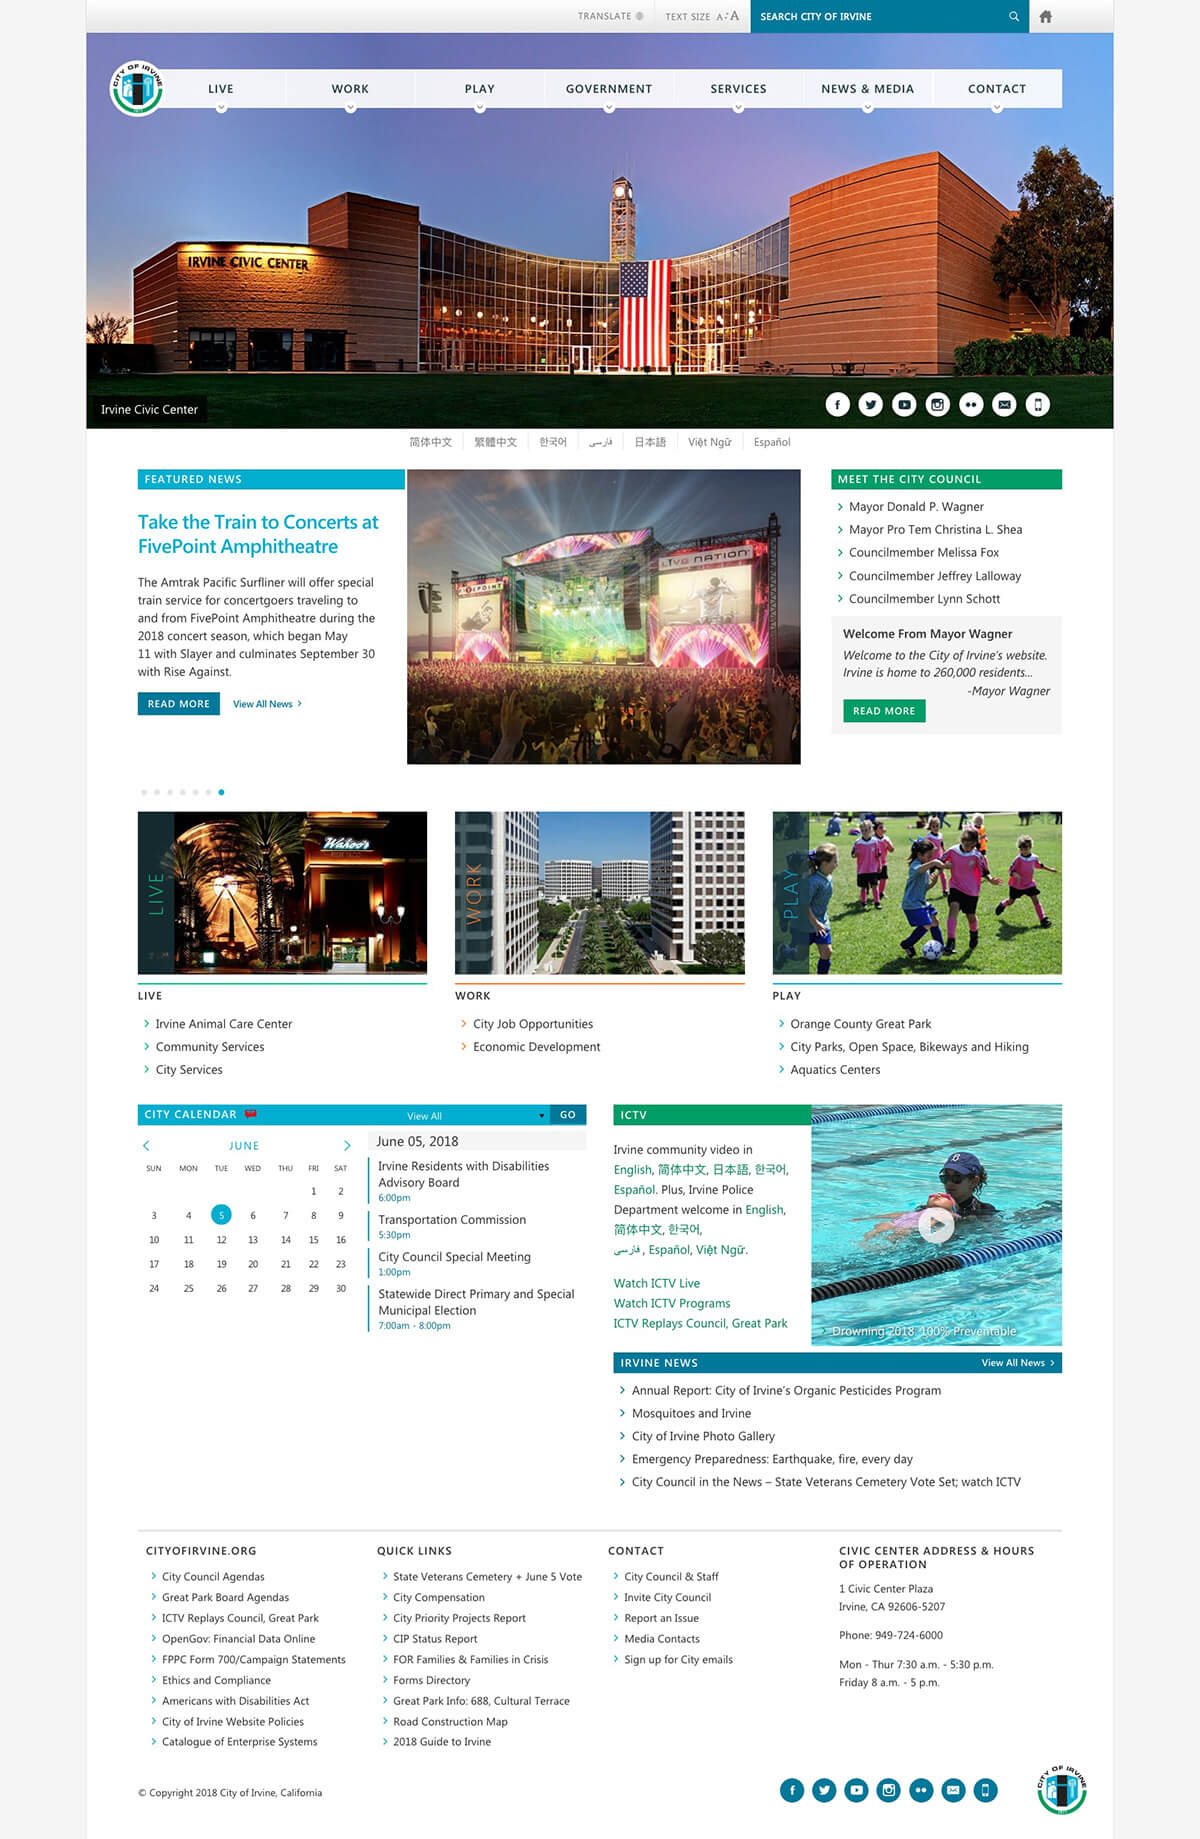 TRANSLATE
TEXT SIZE A-A
SEARCH CITY OF IRVINE
CITY OF IRVINE
LIVE
WORK
PLAY
GOVERNMENT
SERVICES
NEWS & MEDIA
CONTACT
IRVINE CIVIC CENTER
Irvine Civic Center
简体中文
繁體中文
한국어
فارسی
日本語
Việt Ngữ
Español
FEATURED NEWS
Take the Train to Concerts at
FivePoint Amphitheatre
The Amtrak Pacific Surfliner will offer special
train service for concertgoers traveling to
and from FivePoint Amphitheatre during the
2018 concert season, which began May
11 with Slayer and culminates September 30
with Rise Against.
READ MORE
View All News
FIVEPOINT
LIVE NATION
MEET THE CITY COUNCIL
Mayor Donald P. Wagner
Mayor Pro Tem Christina L. Shea
Councilmember Melissa Fox
Councilmember Jeffrey Lalloway
Councilmember Lynn Schott
Welcome From Mayor Wagner
Welcome to the City of Irvine's website.
Irvine is home to 260,000 residents...
-Mayor Wagner
READ MORE
LIVE
Wahoo's
WORK
PLAY
LIVE
Irvine Animal Care Center
Community Services
City Services
WORK
City Job Opportunities
Economic Development
PLAY
Orange County Great Park
City Parks, Open Space, Bikeways and Hiking
Aquatics Centers
CITY CALENDAR
View All
GO
JUNE
SUN MON TUE WED THU FRI SAT
1 2
3 4 5 6 7 8 9
10 11 12 13 14 15 16
17 18 19 20 21 22 23
24 25 26 27 28 29 30
June 05, 2018
Irvine Residents with Disabilities
Advisory Board
6:00pm
Transportation Commission
5:30pm
City Council Special Meeting
1:00pm
Statewide Direct Primary and Special
Municipal Election
7:00am - 8:00pm
ICTV
Irvine community video in
English, 简体中文, 日本語, 한국어,
Español. Plus, Irvine Police
Department welcome in English,
简体中文, 한국어,
فارسی, Español, Việt Ngữ.
Watch ICTV Live
Watch ICTV Programs
ICTV Replays Council, Great Park
Drowning 2018 100% Preventable
IRVINE NEWS
View All News
Annual Report: City of Irvine's Organic Pesticides Program
Mosquitoes and Irvine
City of Irvine Photo Gallery
Emergency Preparedness: Earthquake, fire, every day
City Council in the News – State Veterans Cemetery Vote Set; watch ICTV
CITYOFIRVINE.ORG
City Council Agendas
Great Park Board Agendas
ICTV Replays Council, Great Park
OpenGov: Financial Data Online
FPPC Form 700/Campaign Statements
Ethics and Compliance
Americans with Disabilities Act
City of Irvine Website Policies
Catalogue of Enterprise Systems
QUICK LINKS
State Veterans Cemetery + June 5 Vote
City Compensation
City Priority Projects Report
CIP Status Report
FOR Families & Families in Crisis
Forms Directory
Great Park Info: 688, Cultural Terrace
Road Construction Map
2018 Guide to Irvine
CONTACT
City Council & Staff
Invite City Council
Report an Issue
Media Contacts
Sign up for City emails
CIVIC CENTER ADDRESS & HOURS
OF OPERATION
1 Civic Center Plaza
Irvine, CA 92606-5207
Phone: 949-724-6000
Mon - Thur 7:30 a.m. - 5:30 p.m.
Friday 8 a.m. - 5 p.m.
© Copyright 2018 City of Irvine, California
CITY OF IRVINE